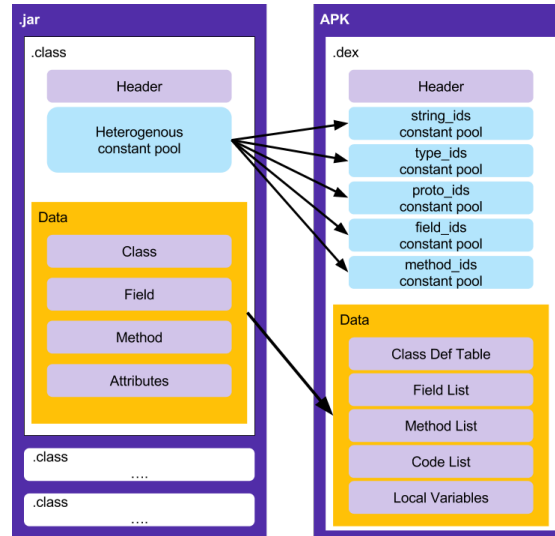 .jar
.class
Header
Heterogenous
constant pool
Data
Class
Field
Method
Attributes
.class
....
.class
....
APK
.dex
Header
string_ids
constant pool
type_ids
constant pool
proto_ids
constant pool
field_ids
constant pool
method_ids
constant pool
Data
Class Def Table
Field List
Method List
Code List
Local Variables